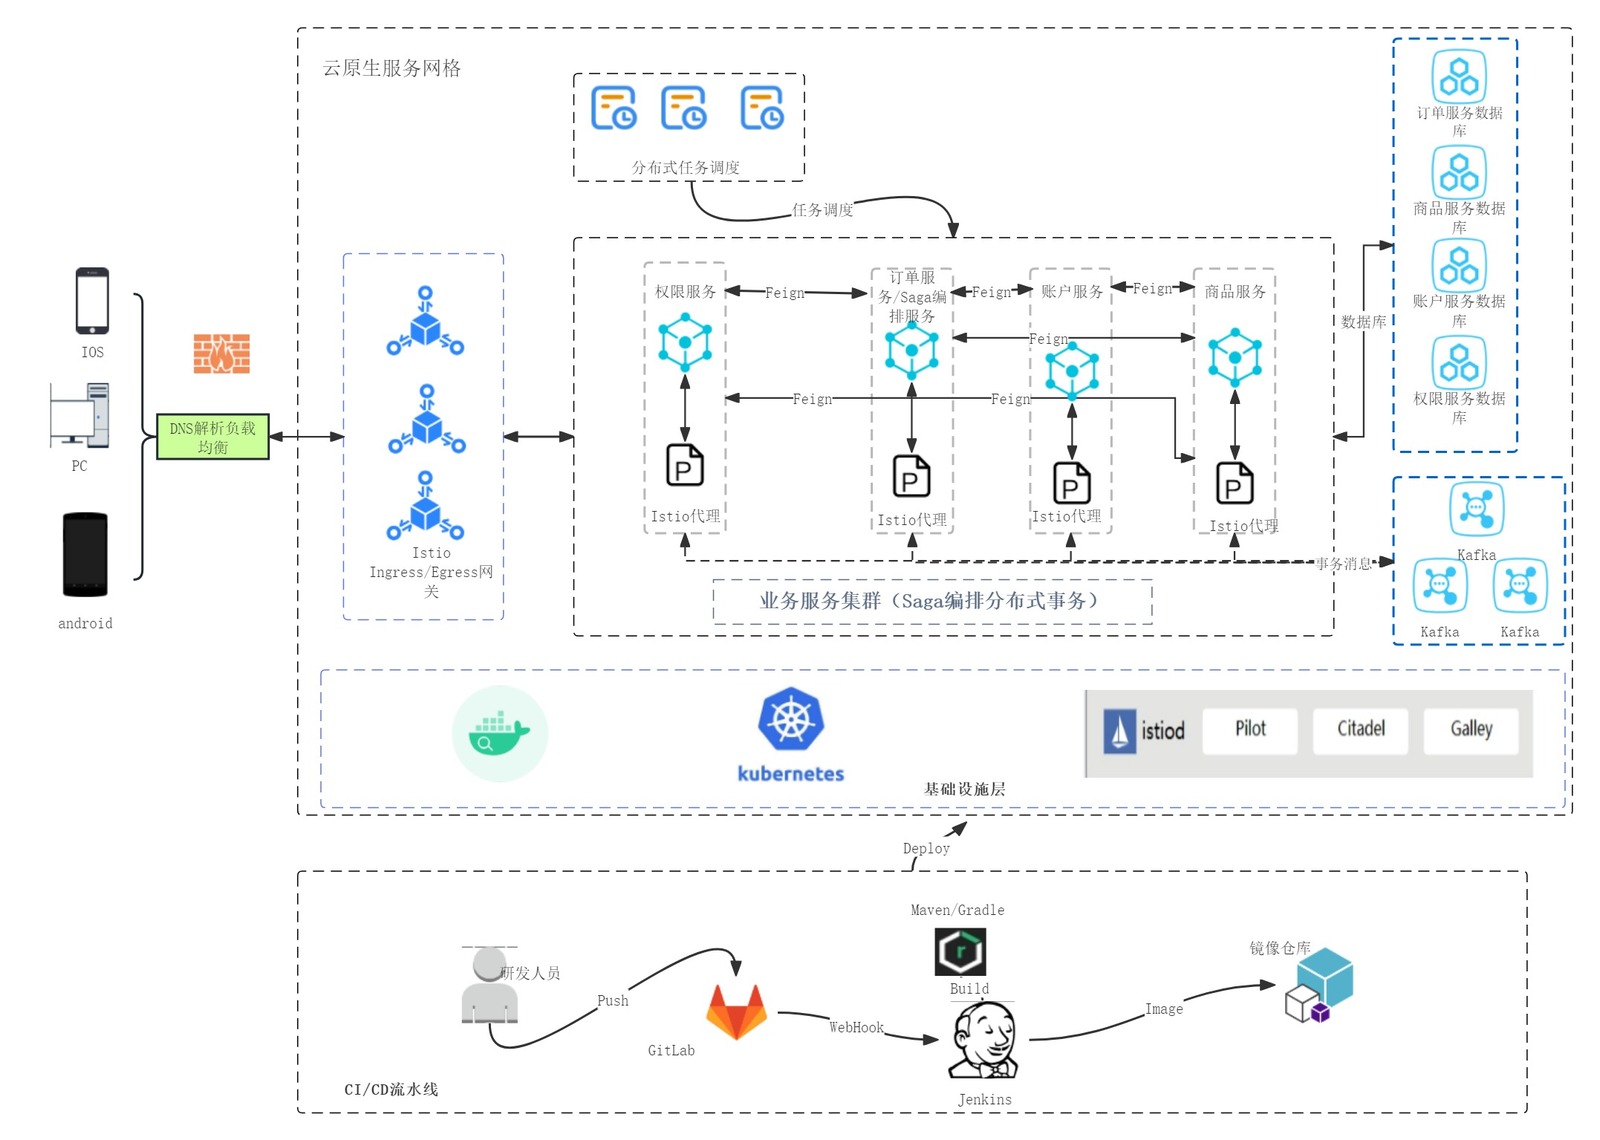 云原生服务网格
分布式任务调度
任务调度
IOS
PC
android
DNS解析负载
均衡
Istio
Ingress/Egress网
关
权限服务
Feign
订单服
务/Saga编
排服务
Feign
账户服务
Feign
商品服务
Feign
Feign
Feign
Istio代理
Istio代理
Istio代理
Istio代理
P
P
P
P
事务消息
业务服务集群（Saga编排分布式事务）
数据库
订单服务数据
库
商品服务数据
库
账户服务数据
库
权限服务数据
库
Kafka
Kafka
Kafka
kubernetes
istiod
Pilot
Citadel
Galley
基础设施层
Deploy
Maven/Gradle
r
Build
研发人员
Push
GitLab
WebHook
Jenkins
Image
镜像仓库
CI/CD流水线